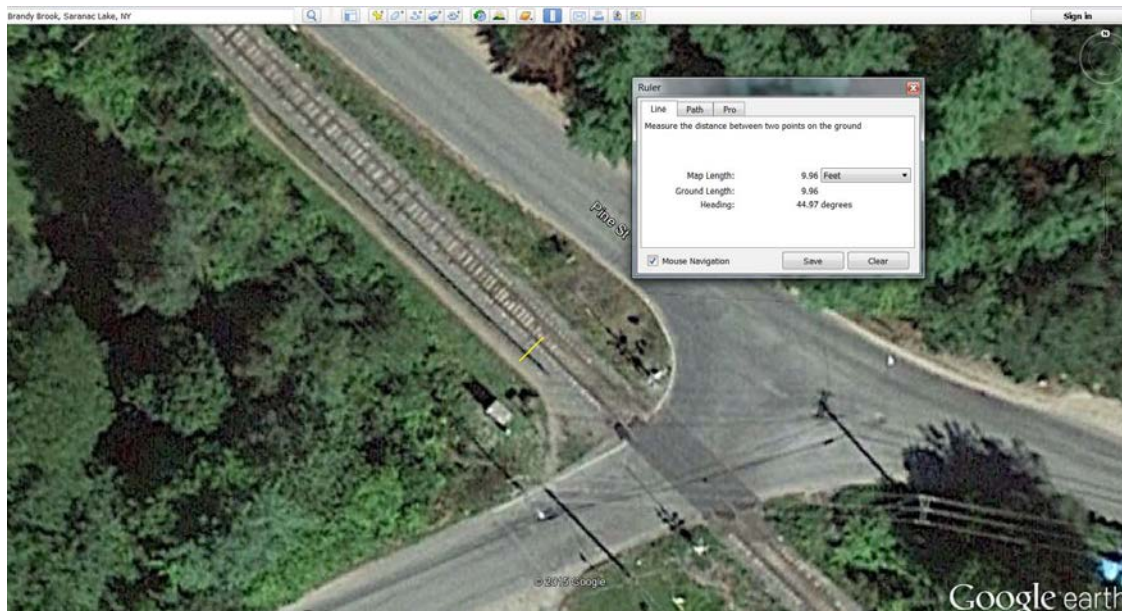 Brandy Brook, Saranac Lake, NY
Sign in
N
Ruler
Line Path Pro
Measure the distance between two points on the ground
Map Length: 9.96 Feet
Ground Length: 9.96
Heading: 44.97 degrees
Mouse Navigation Save Clear
Pine St
© 2015 Google
Google earth